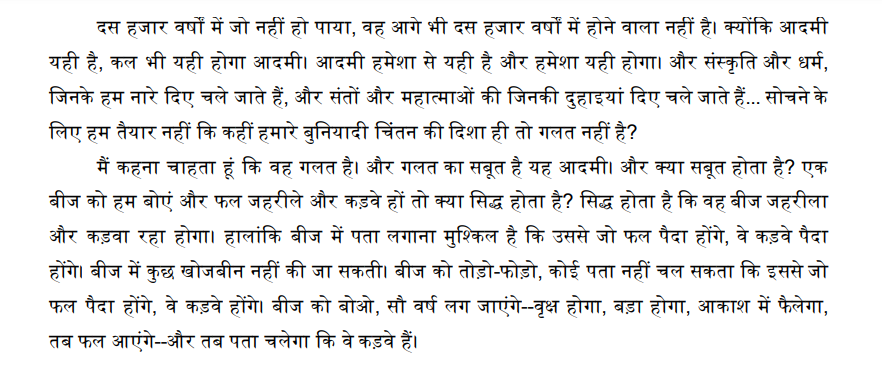 दस हजार वर्षों में जो नहीं हो पाया, वह आगे भी दस हजार वर्षों में होने वाला नहीं है। क्योंकि आदमी
यही है, कल भी यही होगा आदमी। आदमी हमेशा से यही है और हमेशा यही होगा। और संस्कृति और धर्म,
जिनके हम नारे दिए चले जाते हैं, और संतों और महात्माओं की जिनकी दुहाइयां दिए चले जाते हैं... सोचने के
लिए हम तैयार नहीं कि कहीं हमारे बुनियादी चिंतन की दिशा ही तो गलत नहीं है?
मैं कहना चाहता हूं कि वह गलत है। और गलत का सबूत है यह आदमी। और क्या सबूत होता है? एक
बीज को हम बोएं और फल जहरीले और कड़वे हों तो क्या सिद्ध होता है? सिद्ध होता है कि वह बीज जहरीला
और कड़वा रहा होगा। हालांकि बीज में पता लगाना मुश्किल है कि उससे जो फल पैदा होंगे, वे कड़वे पैदा
होंगे। बीज में कुछ खोजबीन नहीं की जा सकती। बीज को तोड़ो-फोड़ो, कोई पता नहीं चल सकता कि इससे जो
फल पैदा होंगे, वे कड़वे होंगे। बीज को बोओ, सौ वर्ष लग जाएंगे--वृक्ष होगा, बड़ा होगा, आकाश में फैलेगा,
तब फल आएंगे--और तब पता चलेगा कि वे कड़वे हैं।